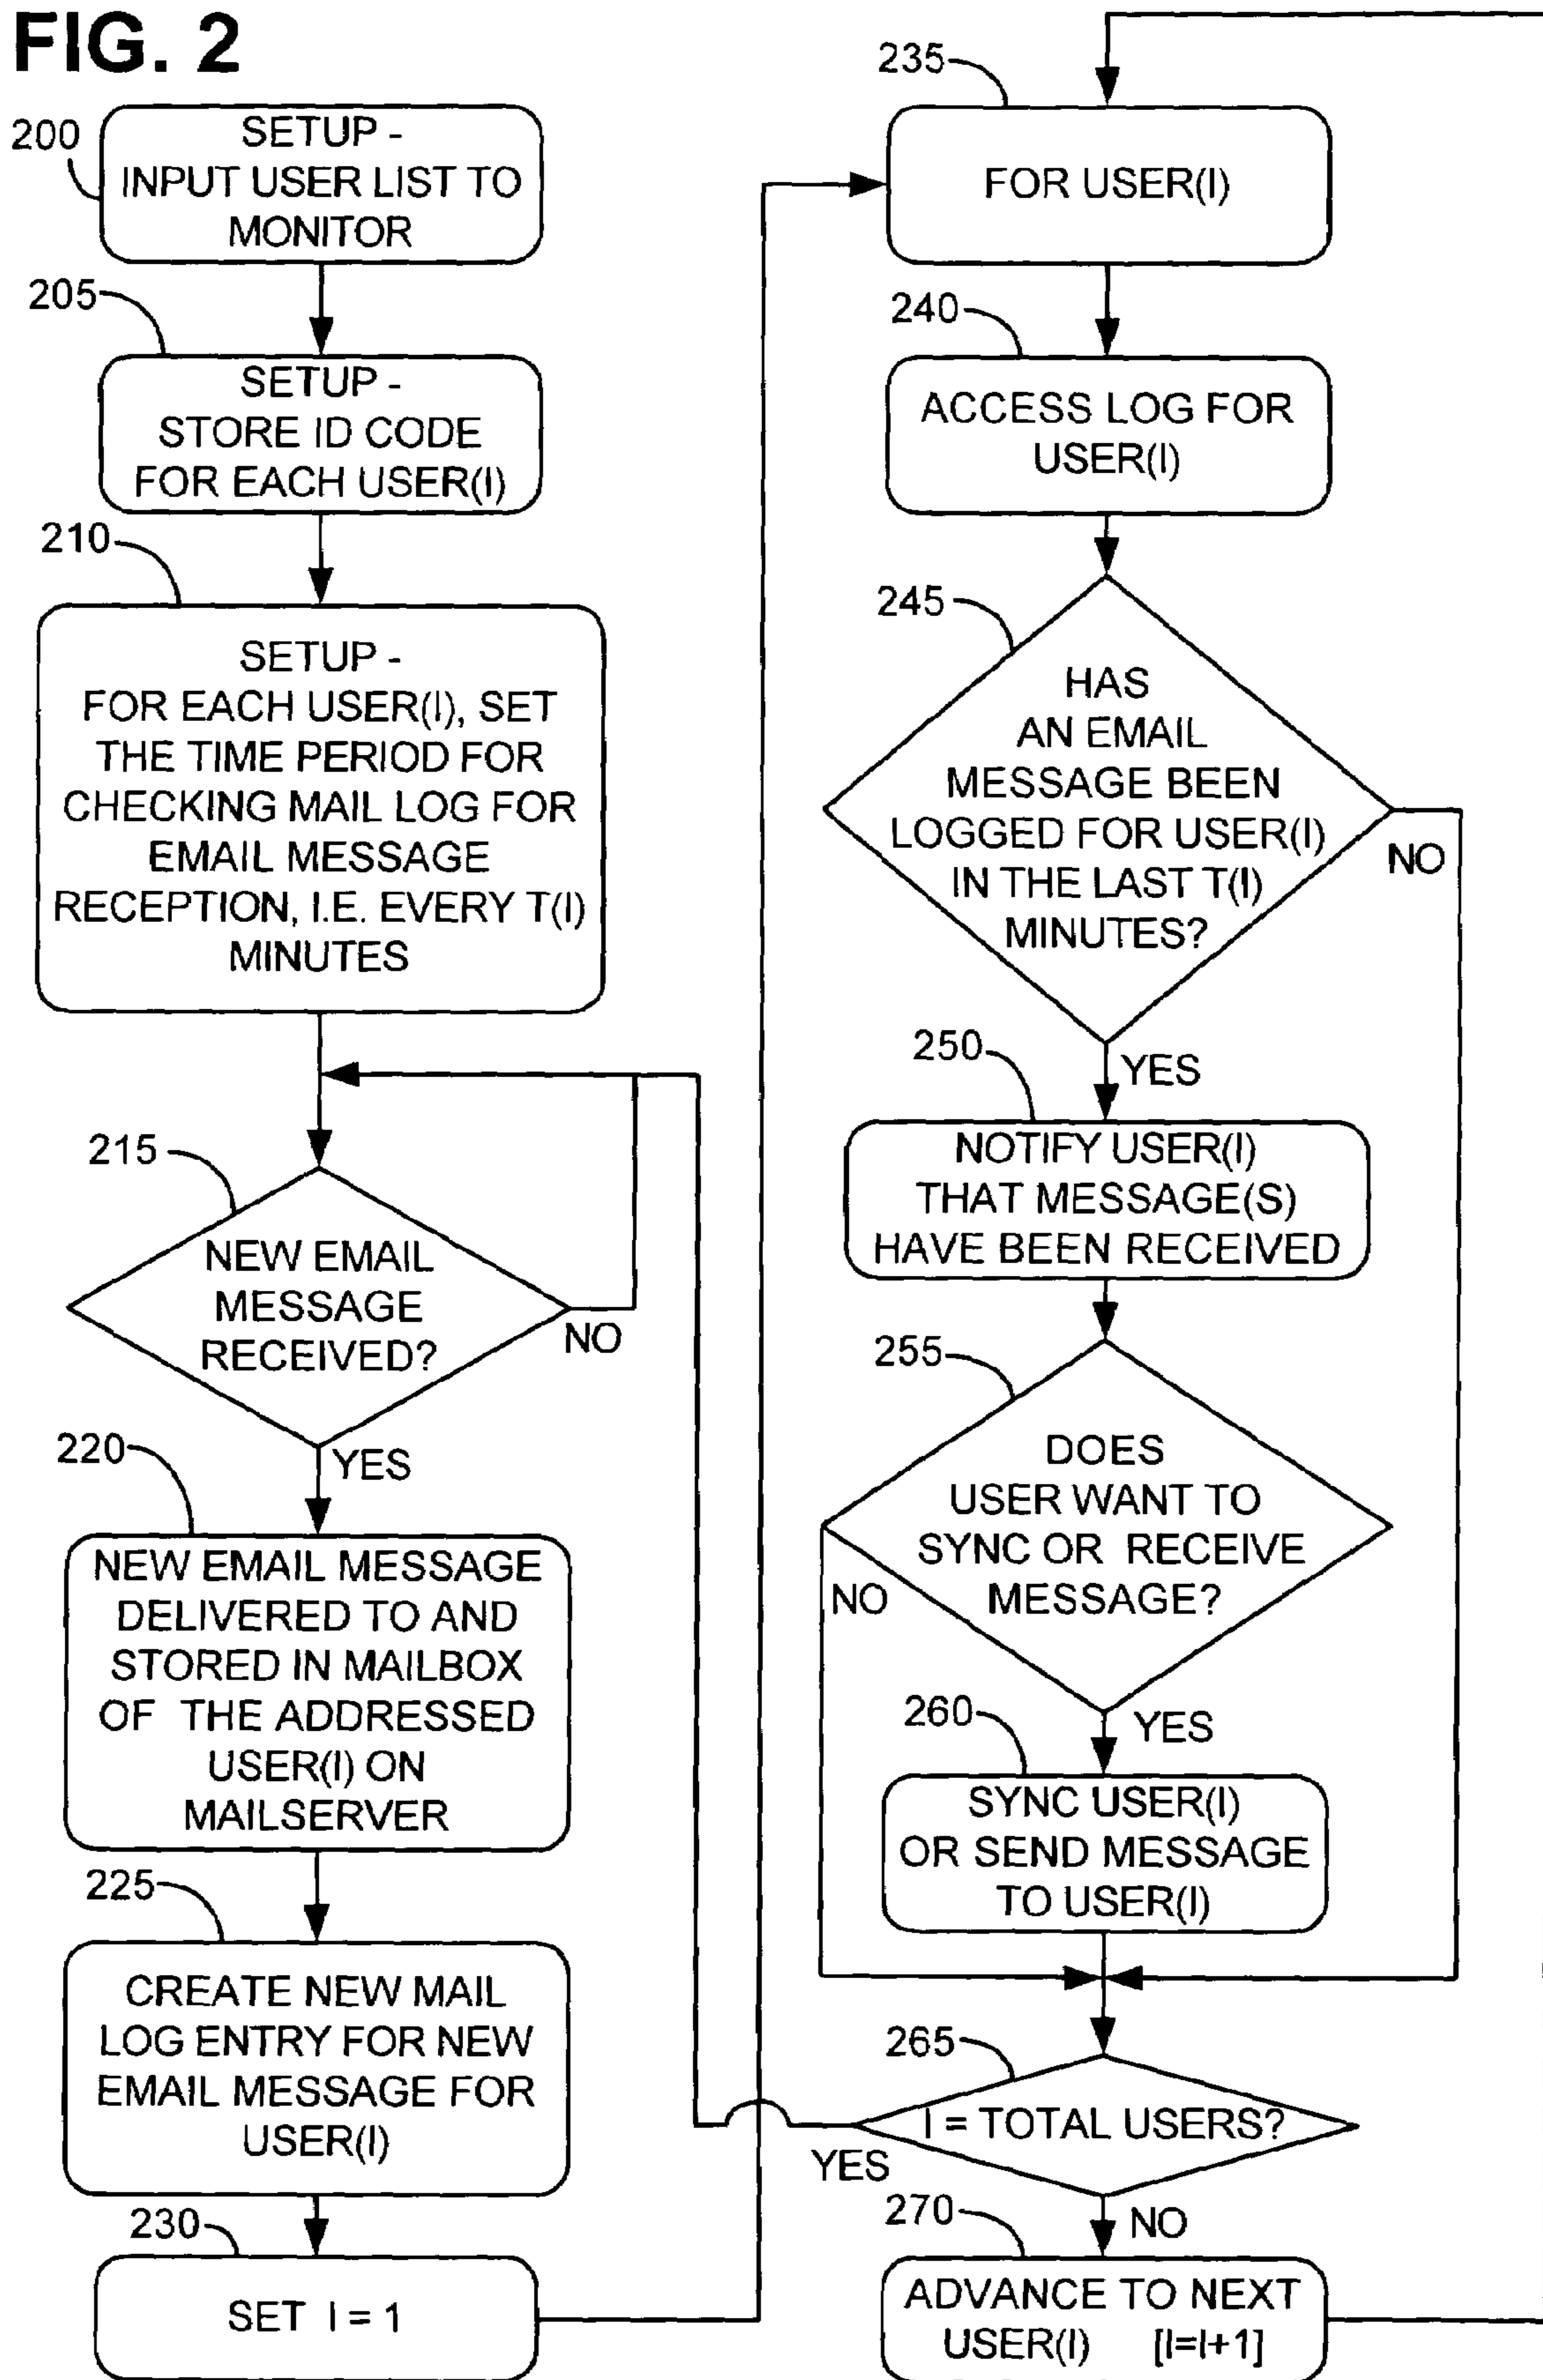 FIG. 2
200
SETUP -
INPUT USER LIST TO
MONITOR
205
SETUP -
STORE ID CODE
FOR EACH USER(I)
210
SETUP -
FOR EACH USER(I), SET
THE TIME PERIOD FOR
CHECKING MAIL LOG FOR
EMAIL MESSAGE
RECEPTION, I.E. EVERY T(I)
MINUTES
215
NEW EMAIL
MESSAGE
RECEIVED?
NO
YES
220
NEW EMAIL MESSAGE
DELIVERED TO AND
STORED IN MAILBOX
OF THE ADDRESSED
USER(I) ON
MAILSERVER
225
CREATE NEW MAIL
LOG ENTRY FOR NEW
EMAIL MESSAGE FOR
USER(I)
230
SET I = 1
235
FOR USER(I)
240
ACCESS LOG FOR
USER(I)
245
HAS
AN EMAIL
MESSAGE BEEN
LOGGED FOR USER(I)
IN THE LAST T(I)
MINUTES?
NO
YES
250
NOTIFY USER(I)
THAT MESSAGE(S)
HAVE BEEN RECEIVED
255
DOES
USER WANT TO
SYNC OR RECEIVE
MESSAGE?
NO
YES
260
SYNC USER(I)
OR SEND MESSAGE
TO USER(I)
265
I = TOTAL USERS?
YES
NO
270
ADVANCE TO NEXT
USER(I) [I=I+1]